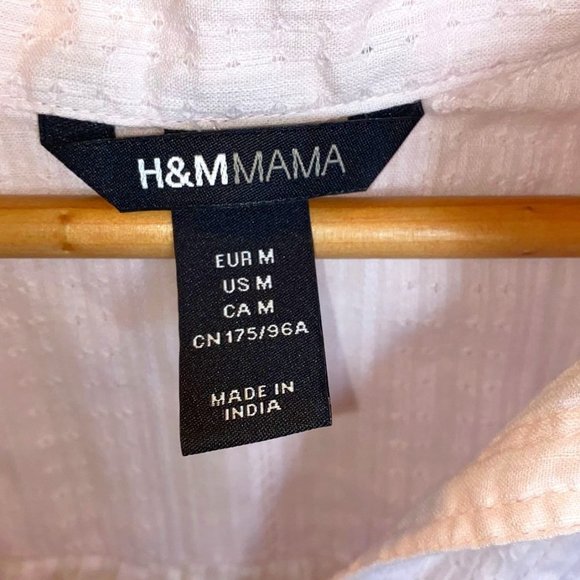 H&MMAMA
EUR M
US M
CA M
CN 175/96A
MADE IN
INDIA